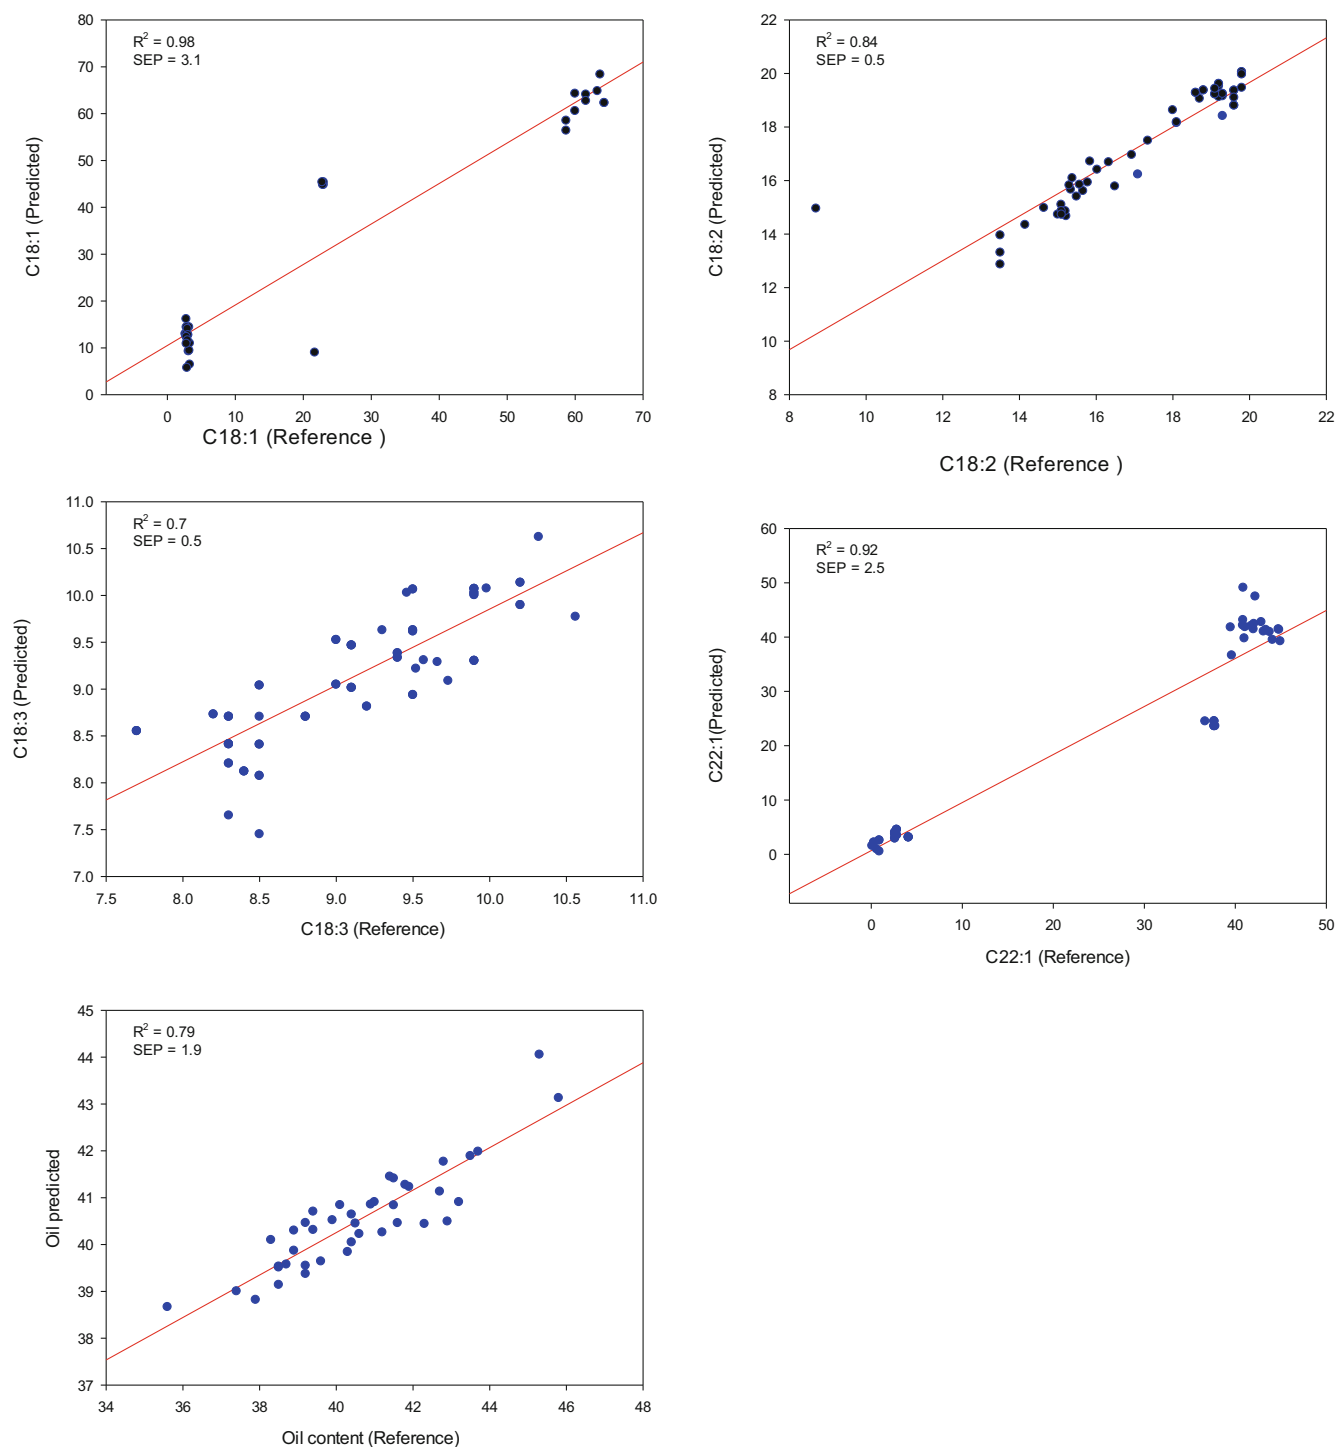 R² = 0.98
SEP = 3.1
80
70
60
50
40
30
20
10
0
C18:1 (Predicted)
0 10 20 30 40 50 60 70
C18:1 (Reference )
R² = 0.84
SEP = 0.5
22
20
18
16
14
12
10
8
C18:2 (Predicted)
8 10 12 14 16 18 20 22
C18:2 (Reference )
R² = 0.7
SEP = 0.5
11.0
10.5
10.0
9.5
9.0
8.5
8.0
7.5
7.0
C18:3 (Predicted)
7.5 8.0 8.5 9.0 9.5 10.0 10.5 11.0
C18:3 (Reference)
R² = 0.92
SEP = 2.5
60
50
40
30
20
10
0
C22:1(Predicted)
0 10 20 30 40 50
C22:1 (Reference)
R² = 0.79
SEP = 1.9
45
44
43
42
41
40
39
38
37
Oil predicted
34 36 38 40 42 44 46 48
Oil content (Reference)